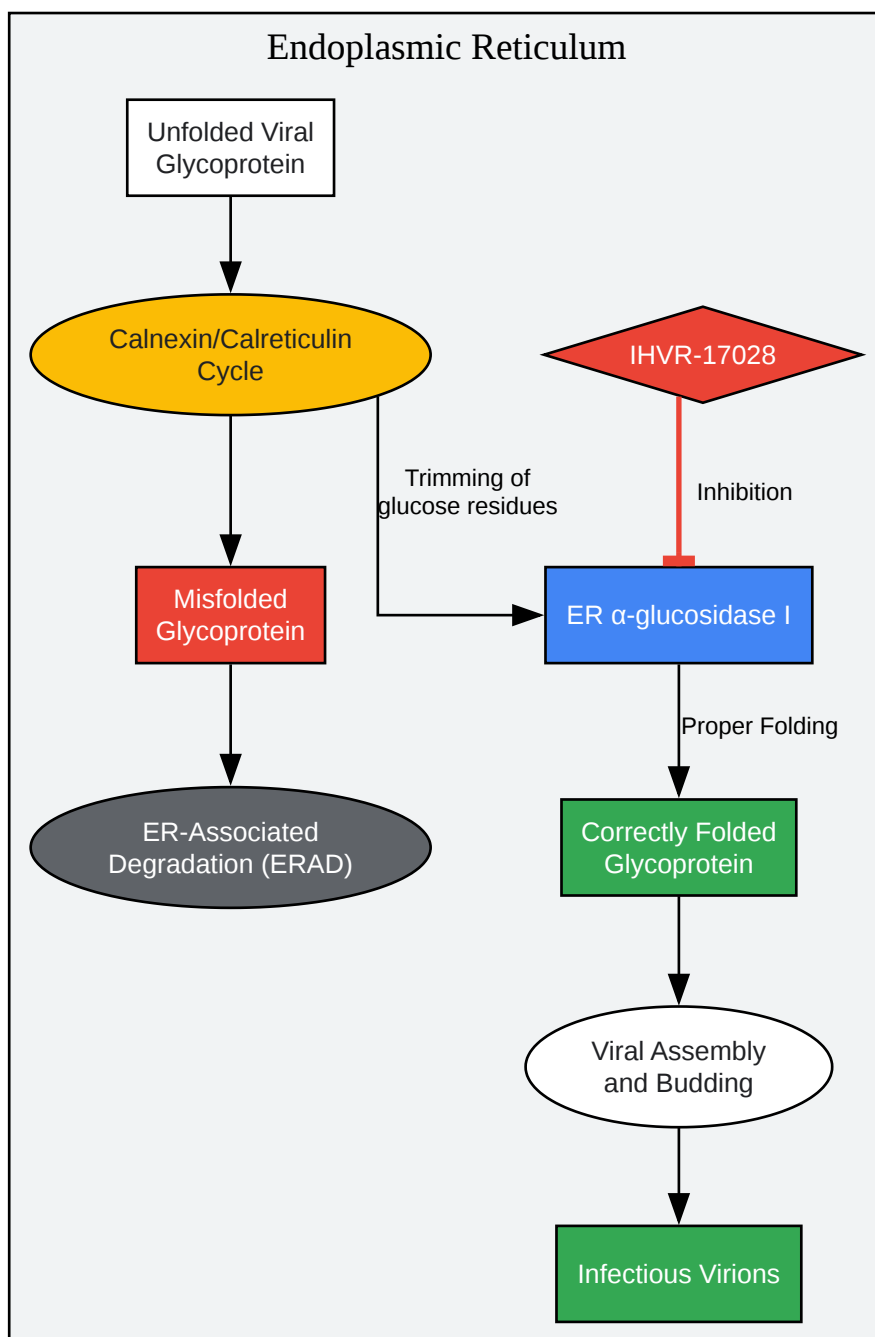 Endoplasmic Reticulum
Unfolded Viral
Glycoprotein
Calnexin/Calreticulin
Cycle
IHVR-17028
Trimming of
glucose residues
Inhibition
Misfolded
Glycoprotein
ER α-glucosidase I
Proper Folding
ER-Associated
Degradation (ERAD)
Correctly Folded
Glycoprotein
Viral Assembly
and Budding
Infectious Virions